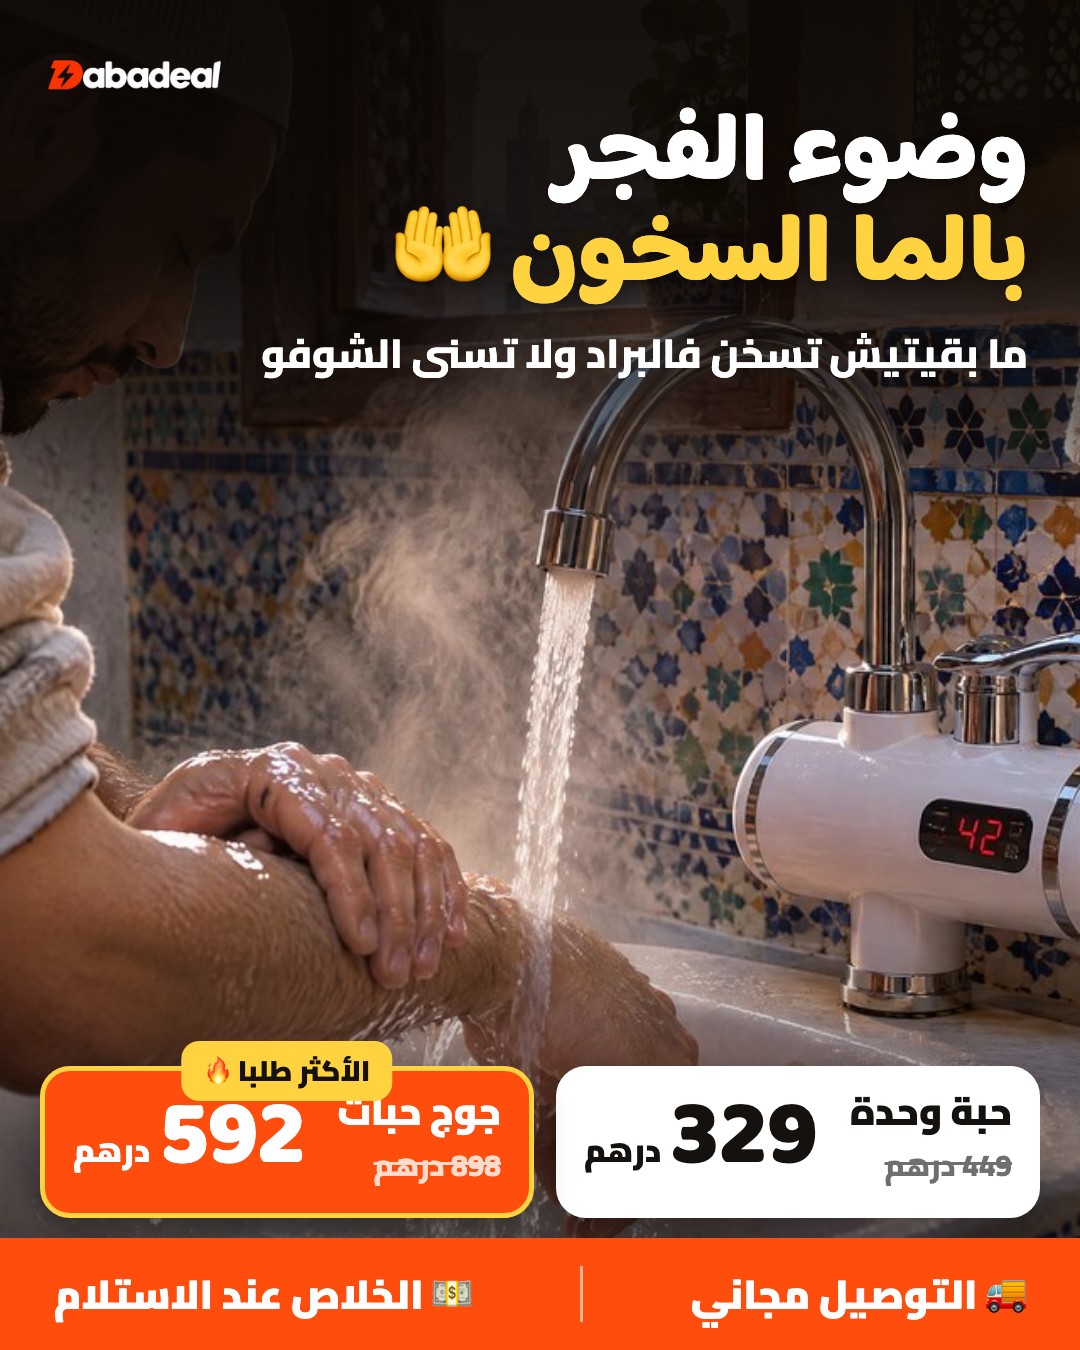 Dabadeal
وضوء الفجر
بالما السخون 🤲
ما بقيتيش تسخن فالبراد ولا تسنى الشوفو
42
حبة وحدة
329 درهم
449 درهم
الأكثر طلبا 🔥
جوج حبات
592 درهم
898 درهم
🚚 التوصيل مجاني
💵 الخلاص عند الاستلام